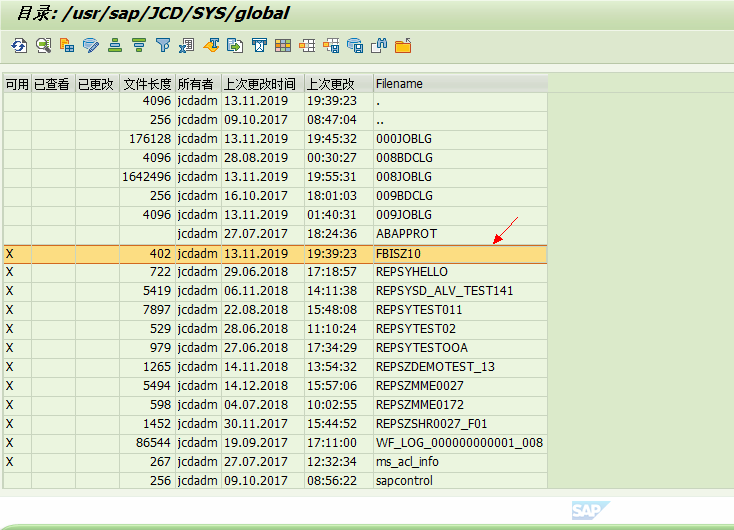 目录: /usr/sap/JCD/SYS/global
可用 已查看 已更改 文件长度 所有者 上次更改时间 上次更改 Filename
4096 jcdadm 13.11.2019 19:39:23 .
256 jcdadm 09.10.2017 08:47:04 ..
176128 jcdadm 13.11.2019 19:45:32 000JOBLG
4096 jcdadm 28.08.2019 00:30:27 008BDCLG
1642496 jcdadm 13.11.2019 19:55:31 008JOBLG
256 jcdadm 16.10.2017 18:01:03 009BDCLG
4096 jcdadm 13.11.2019 01:40:31 009JOBLG
jcdadm 27.07.2017 18:24:36 ABAPPROT
X 402 jcdadm 13.11.2019 19:39:23 FBISZ10
X 722 jcdadm 29.06.2018 17:18:57 REPSYHELLO
X 5419 jcdadm 06.11.2018 14:11:38 REPSYSD_ALV_TEST141
X 7897 jcdadm 22.08.2018 15:48:08 REPSYTEST011
X 529 jcdadm 28.06.2018 11:10:24 REPSYTEST02
X 979 jcdadm 27.06.2018 17:34:29 REPSYTESTOOA
X 1265 jcdadm 14.11.2018 13:54:32 REPSZDEMOTEST_13
X 5494 jcdadm 14.12.2018 15:57:06 REPSZMME0027
X 598 jcdadm 04.07.2018 10:02:55 REPSZMME0172
X 1452 jcdadm 30.11.2017 15:44:52 REPSZSHR0027_F01
X 86544 jcdadm 19.09.2017 17:11:00 WF_LOG_000000000001_008
X 267 jcdadm 27.07.2017 12:32:34 ms_acl_info
256 jcdadm 09.10.2017 08:56:22 sapcontrol
SAP